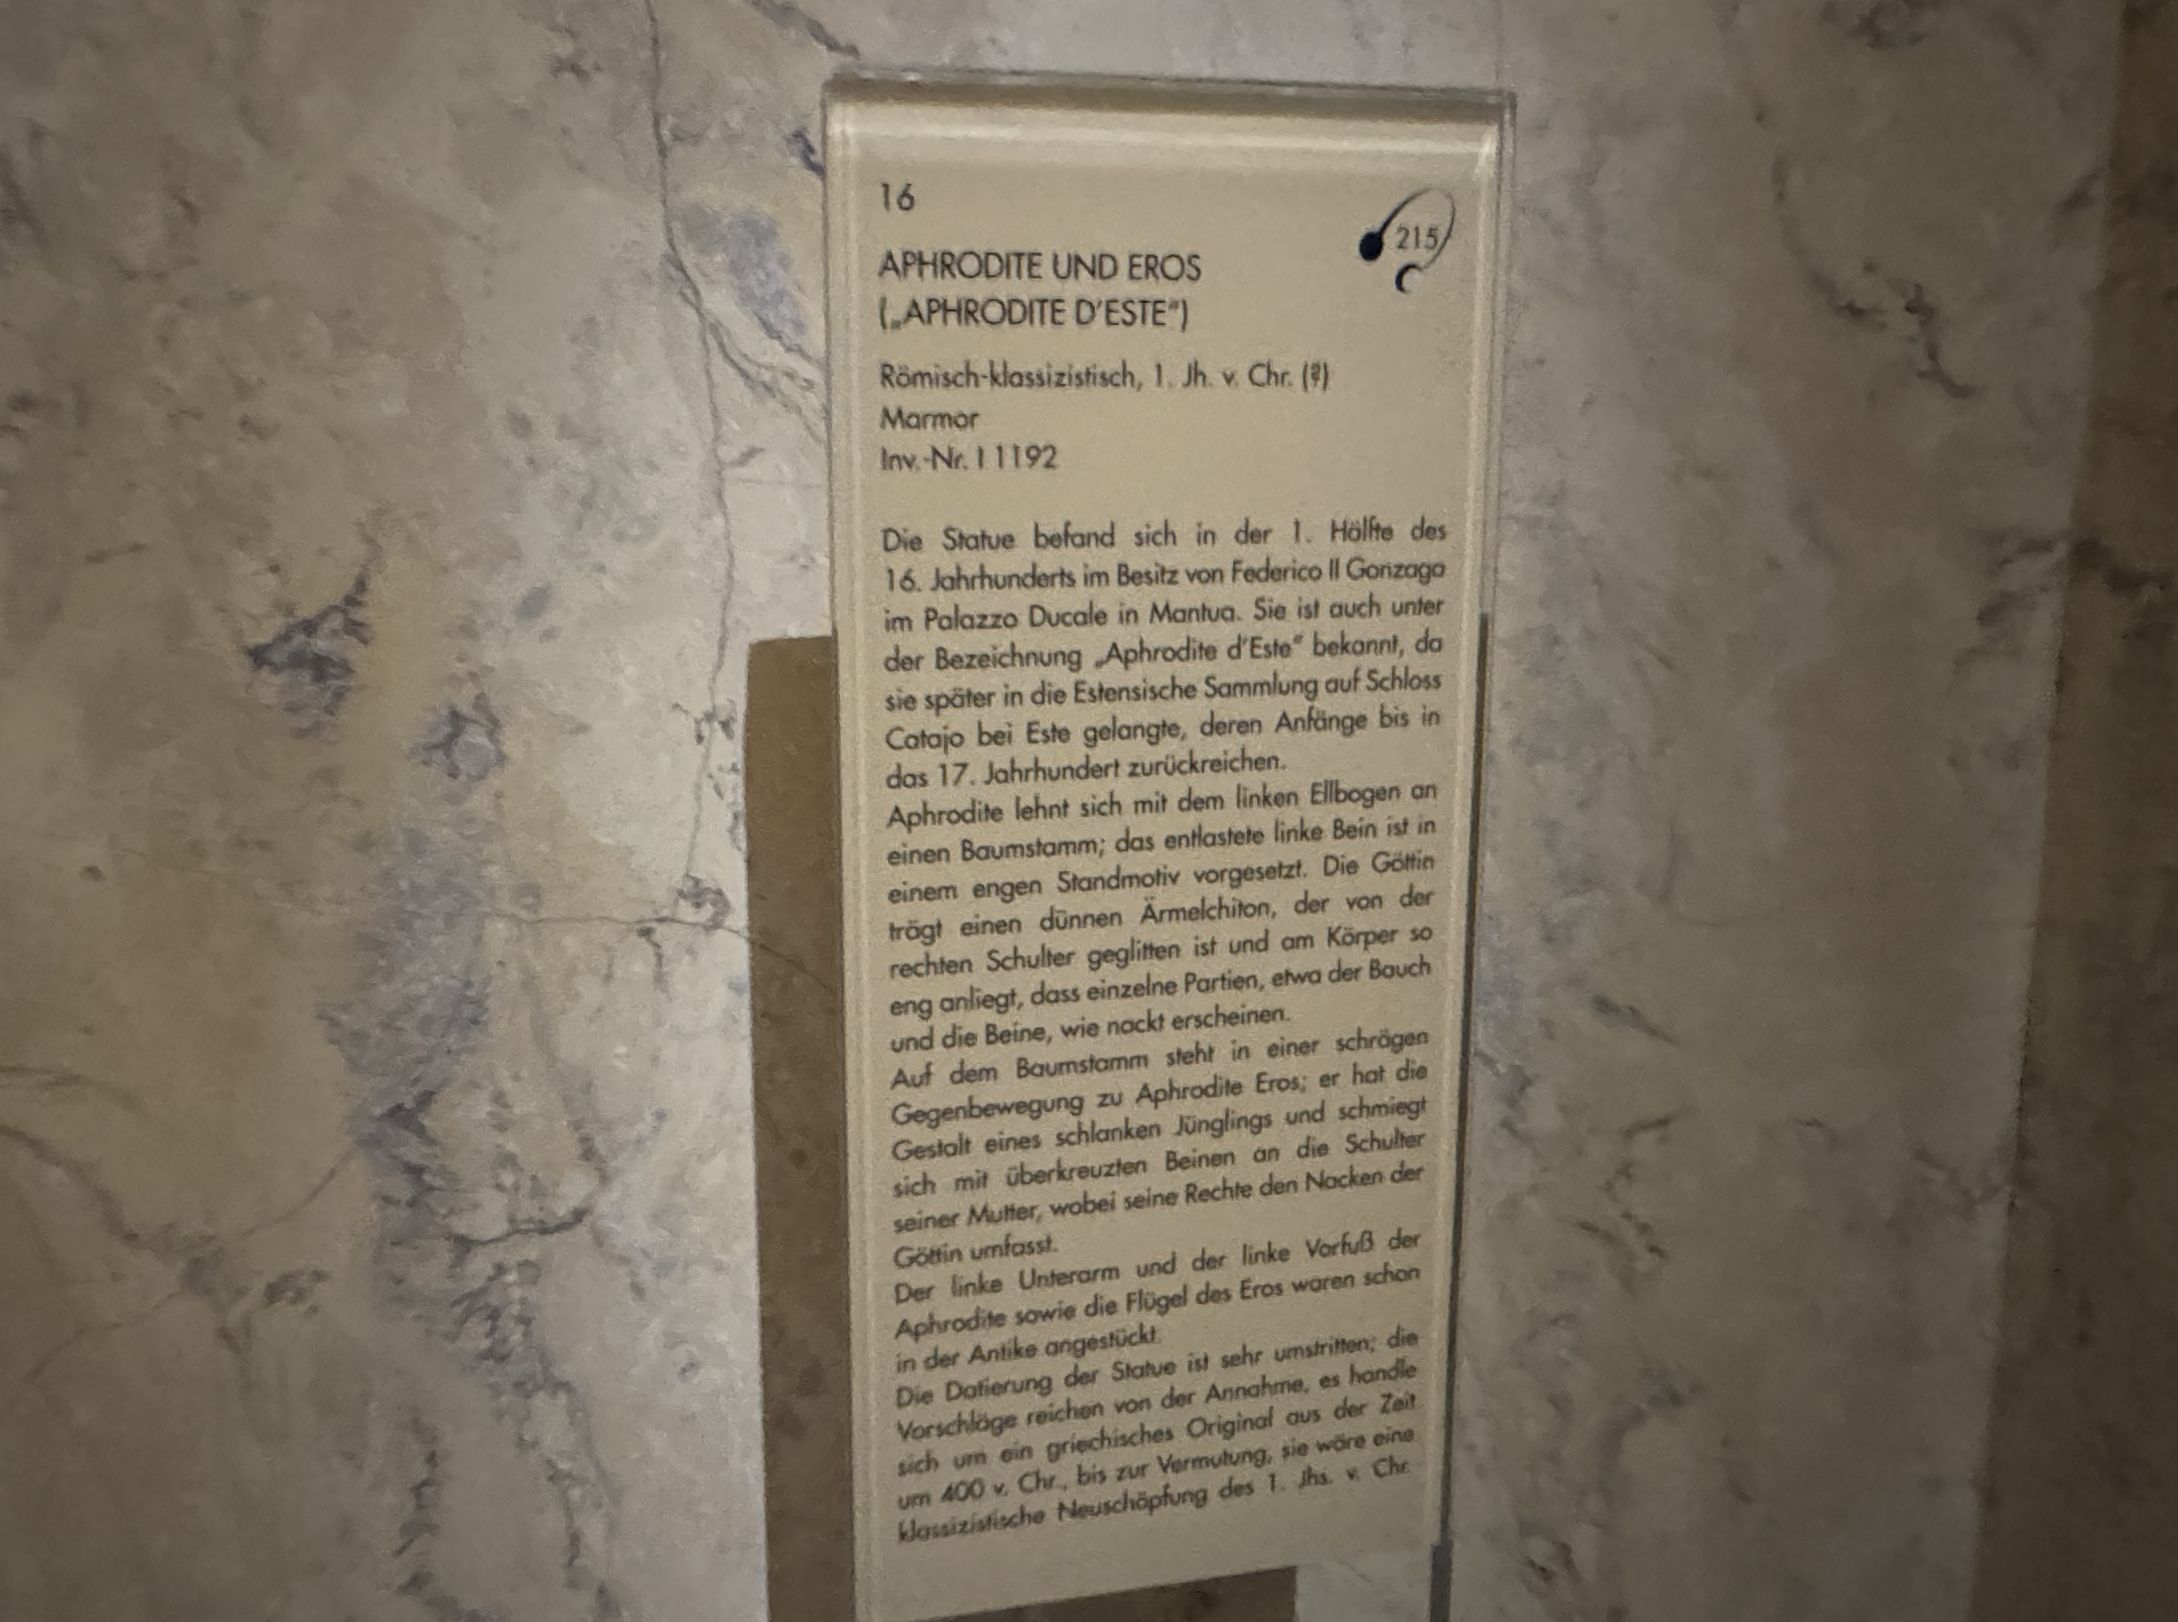 16
215
APHRODITE UND EROS
(„APHRODITE D'ESTE“)
Römisch-klassizistisch, 1. Jh. v. Chr. (?)
Marmor
Inv.-Nr. I 1192
Die Statue befand sich in der 1. Hälfte des
16. Jahrhunderts im Besitz von Federico II Gonzaga
im Palazzo Ducale in Mantua. Sie ist auch unter
der Bezeichnung „Aphrodite d'Este“ bekannt, da
sie später in die Estensische Sammlung auf Schloss
Catajo bei Este gelangte, deren Anfänge bis in
das 17. Jahrhundert zurückreichen.
Aphrodite lehnt sich mit dem linken Ellbogen an
einen Baumstamm; das entlastete linke Bein ist in
einem engen Standmotiv vorgesetzt. Die Göttin
trägt einen dünnen Ärmelchiton, der von der
rechten Schulter geglitten ist und am Körper so
eng anliegt, dass einzelne Partien, etwa der Bauch
und die Beine, wie nackt erscheinen.
Auf dem Baumstamm steht in einer schrägen
Gegenbewegung zu Aphrodite Eros; er hat die
Gestalt eines schlanken Jünglings und schmiegt
sich mit überkreuzten Beinen an die Schulter
seiner Mutter, wobei seine Rechte den Nacken der
Göttin umfasst.
Der linke Unterarm und der linke Vorfuß der
Aphrodite sowie die Flügel des Eros waren schon
in der Antike angestückt.
Die Datierung der Statue ist sehr umstritten; die
Vorschläge reichen von der Annahme, es handle
sich um ein griechisches Original aus der Zeit
um 400 v. Chr., bis zur Vermutung, sie wäre eine
klassizistische Neuschöpfung des 1. Jhs. v. Chr.